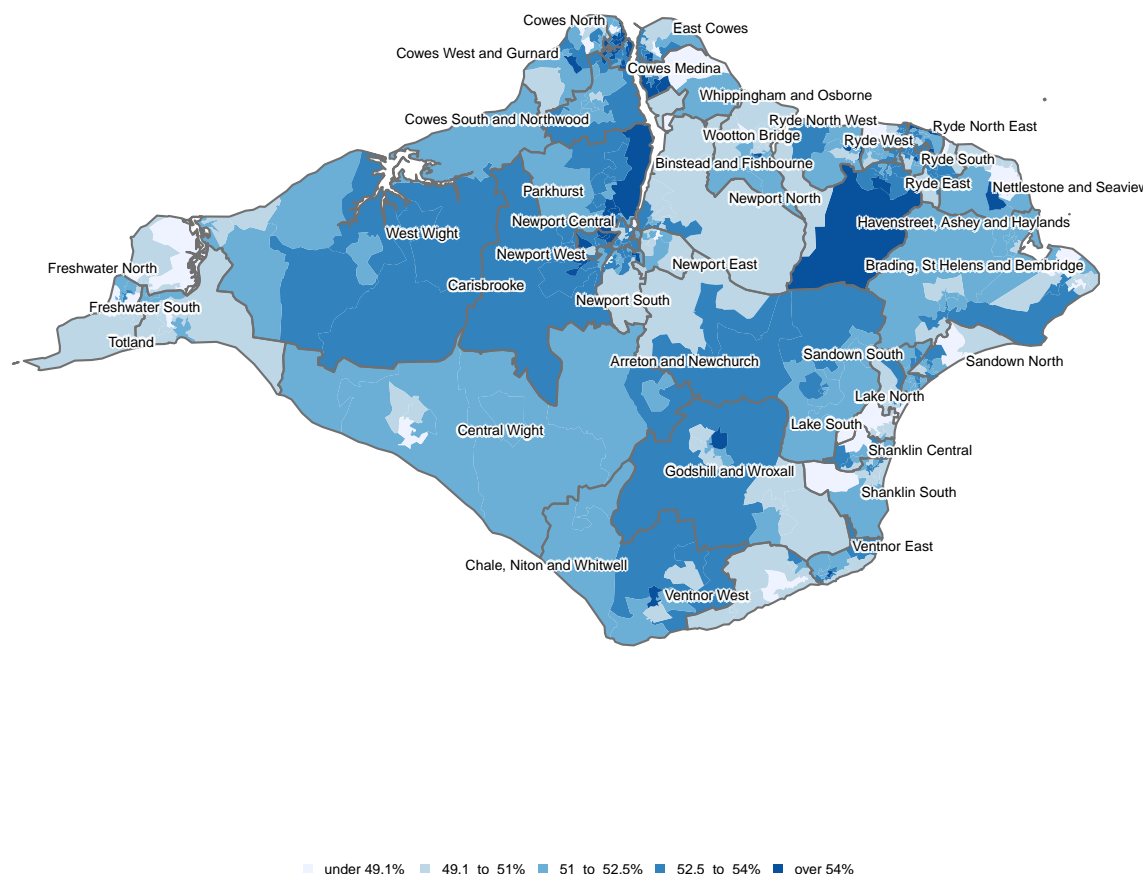 Cowes North
East Cowes
Cowes West and Gurnard
Cowes Medina
Whippingham and Osborne
Cowes South and Northwood
Ryde North West
Ryde North East
Wootton Bridge
Ryde West
Binstead and Fishbourne
Ryde South
Parkhurst
Ryde East
Nettlestone and Seaview
Newport North
Newport Central
Havenstreet, Ashey and Haylands
West Wight
Newport West
Freshwater North
Newport East
Brading, St Helens and Bembridge
Carisbrooke
Newport South
Freshwater South
Totland
Arreton and Newchurch
Sandown South
Sandown North
Lake North
Central Wight
Lake South
Shanklin Central
Godshill and Wroxall
Shanklin South
Ventnor East
Chale, Niton and Whitwell
Ventnor West
under 49.1% 49.1 to 51% 51 to 52.5% 52.5 to 54% over 54%